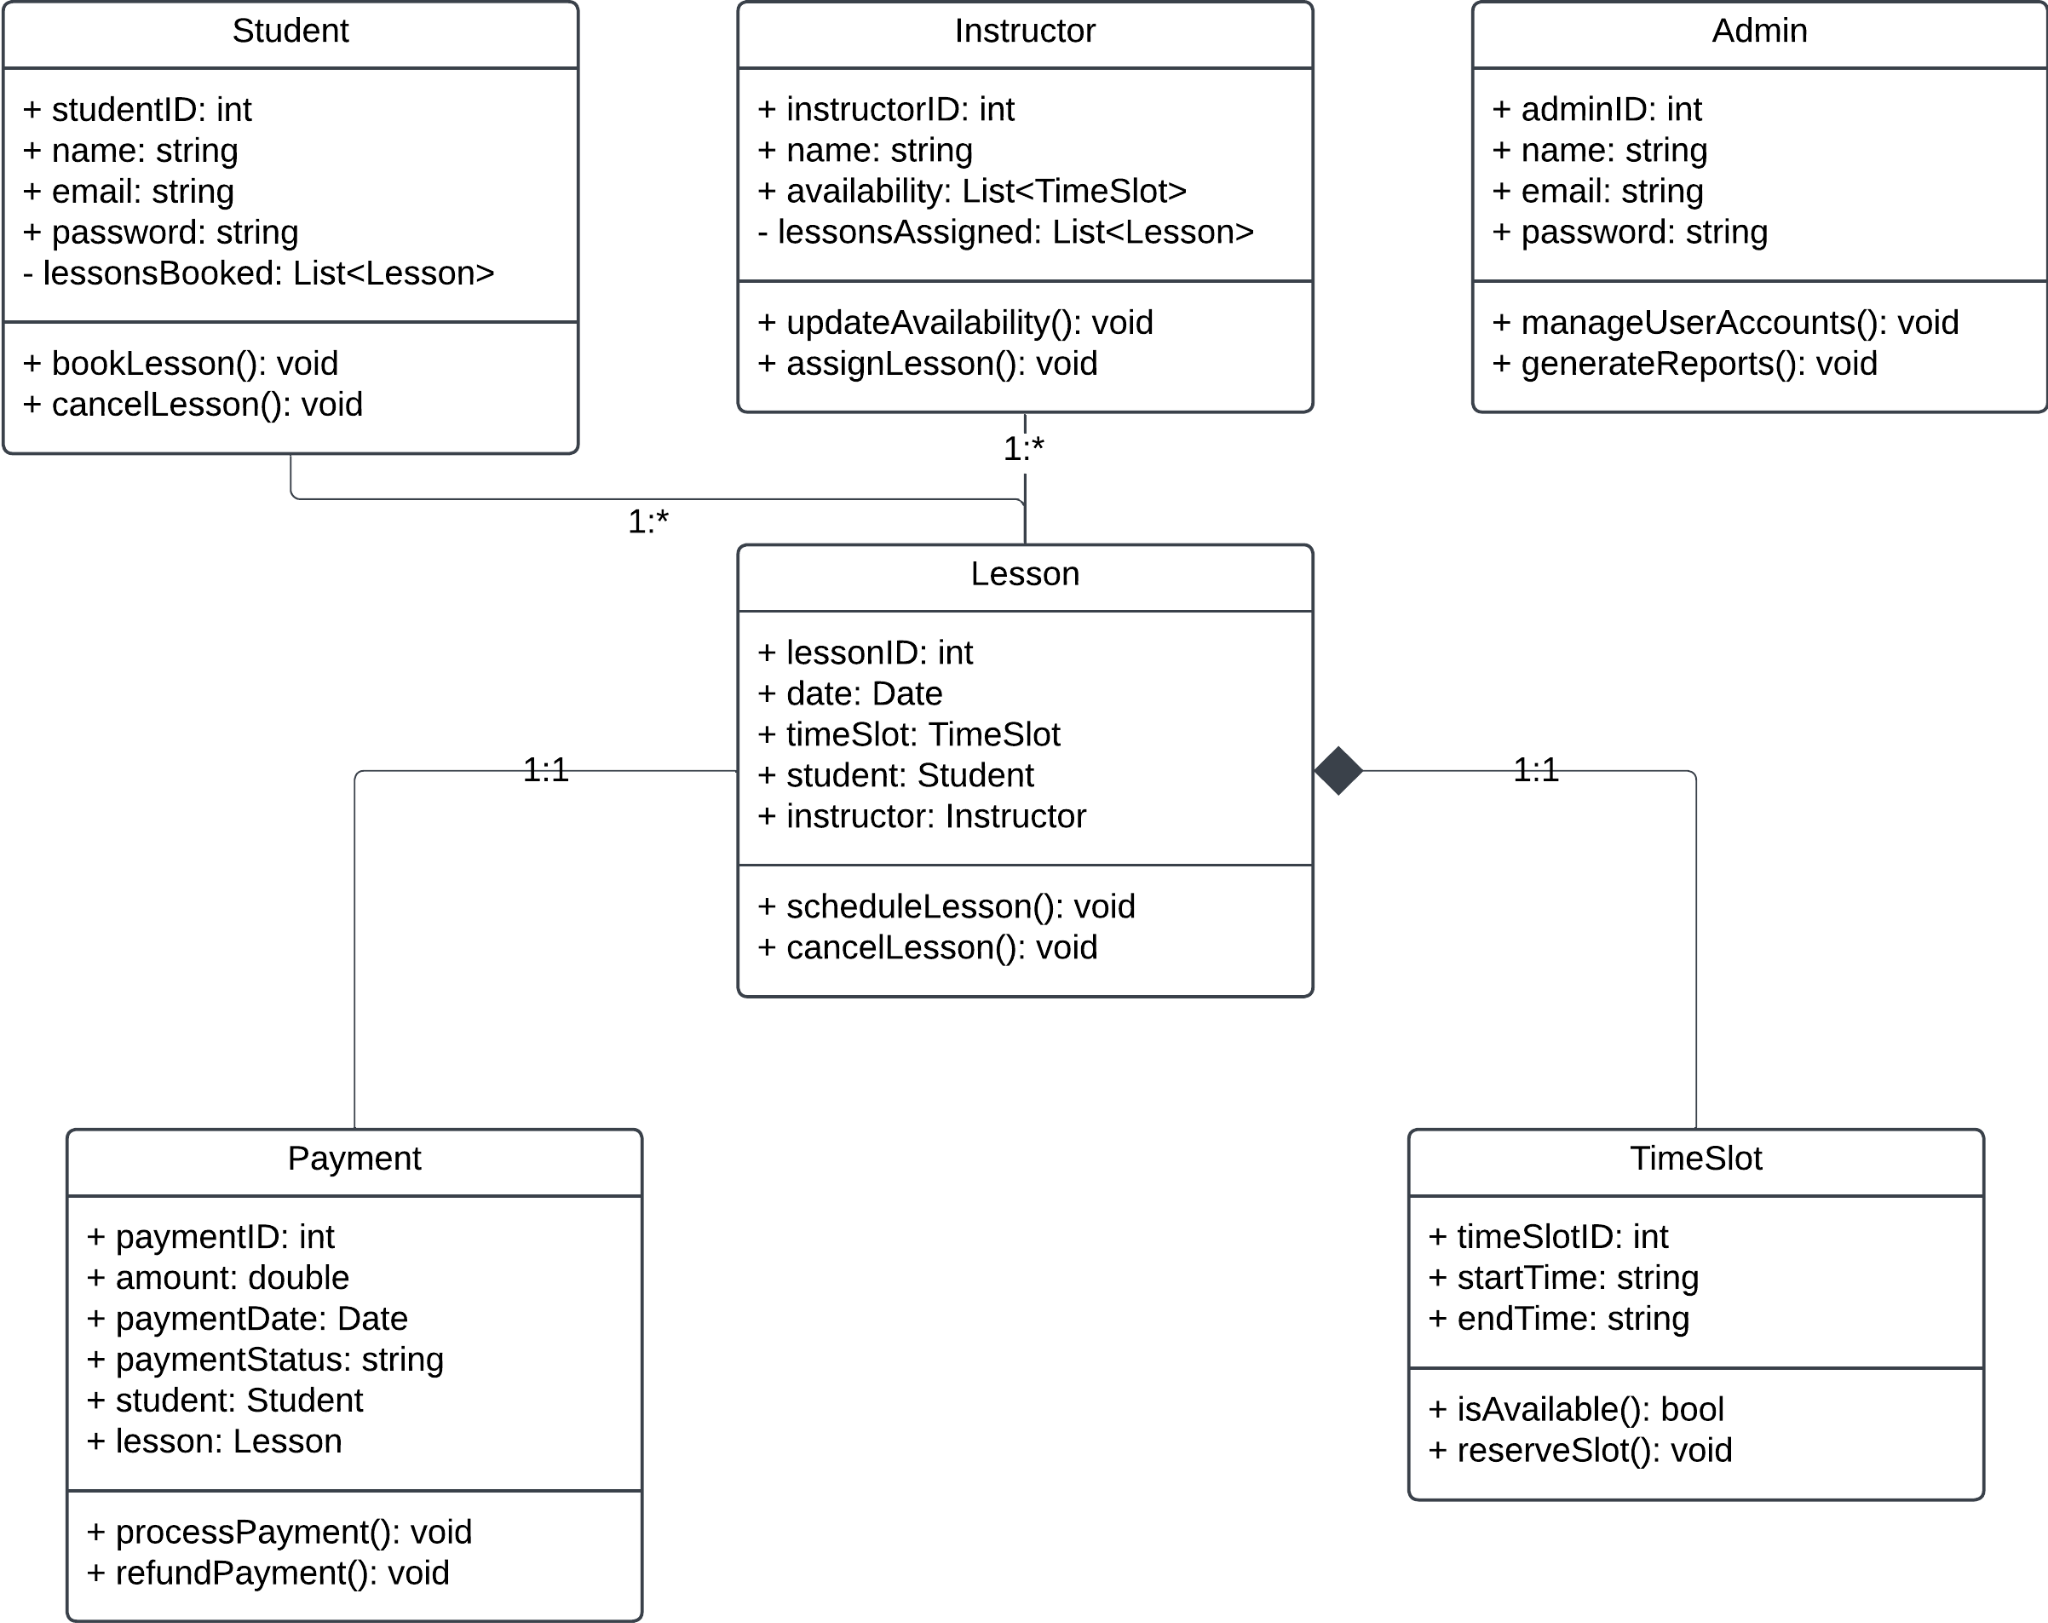 Student
+ studentID: int
+ name: string
+ email: string
+ password: string
- lessonsBooked: List<Lesson>
+ bookLesson(): void
+ cancelLesson(): void
Instructor
+ instructorID: int
+ name: string
+ availability: List<TimeSlot>
- lessonsAssigned: List<Lesson>
+ updateAvailability(): void
+ assignLesson(): void
Admin
+ adminID: int
+ name: string
+ email: string
+ password: string
+ manageUserAccounts(): void
+ generateReports(): void
1:*
1:*
Lesson
+ lessonID: int
+ date: Date
+ timeSlot: TimeSlot
+ student: Student
+ instructor: Instructor
+ scheduleLesson(): void
+ cancelLesson(): void
1:1
1:1
Payment
+ paymentID: int
+ amount: double
+ paymentDate: Date
+ paymentStatus: string
+ student: Student
+ lesson: Lesson
+ processPayment(): void
+ refundPayment(): void
TimeSlot
+ timeSlotID: int
+ startTime: string
+ endTime: string
+ isAvailable(): bool
+ reserveSlot(): void